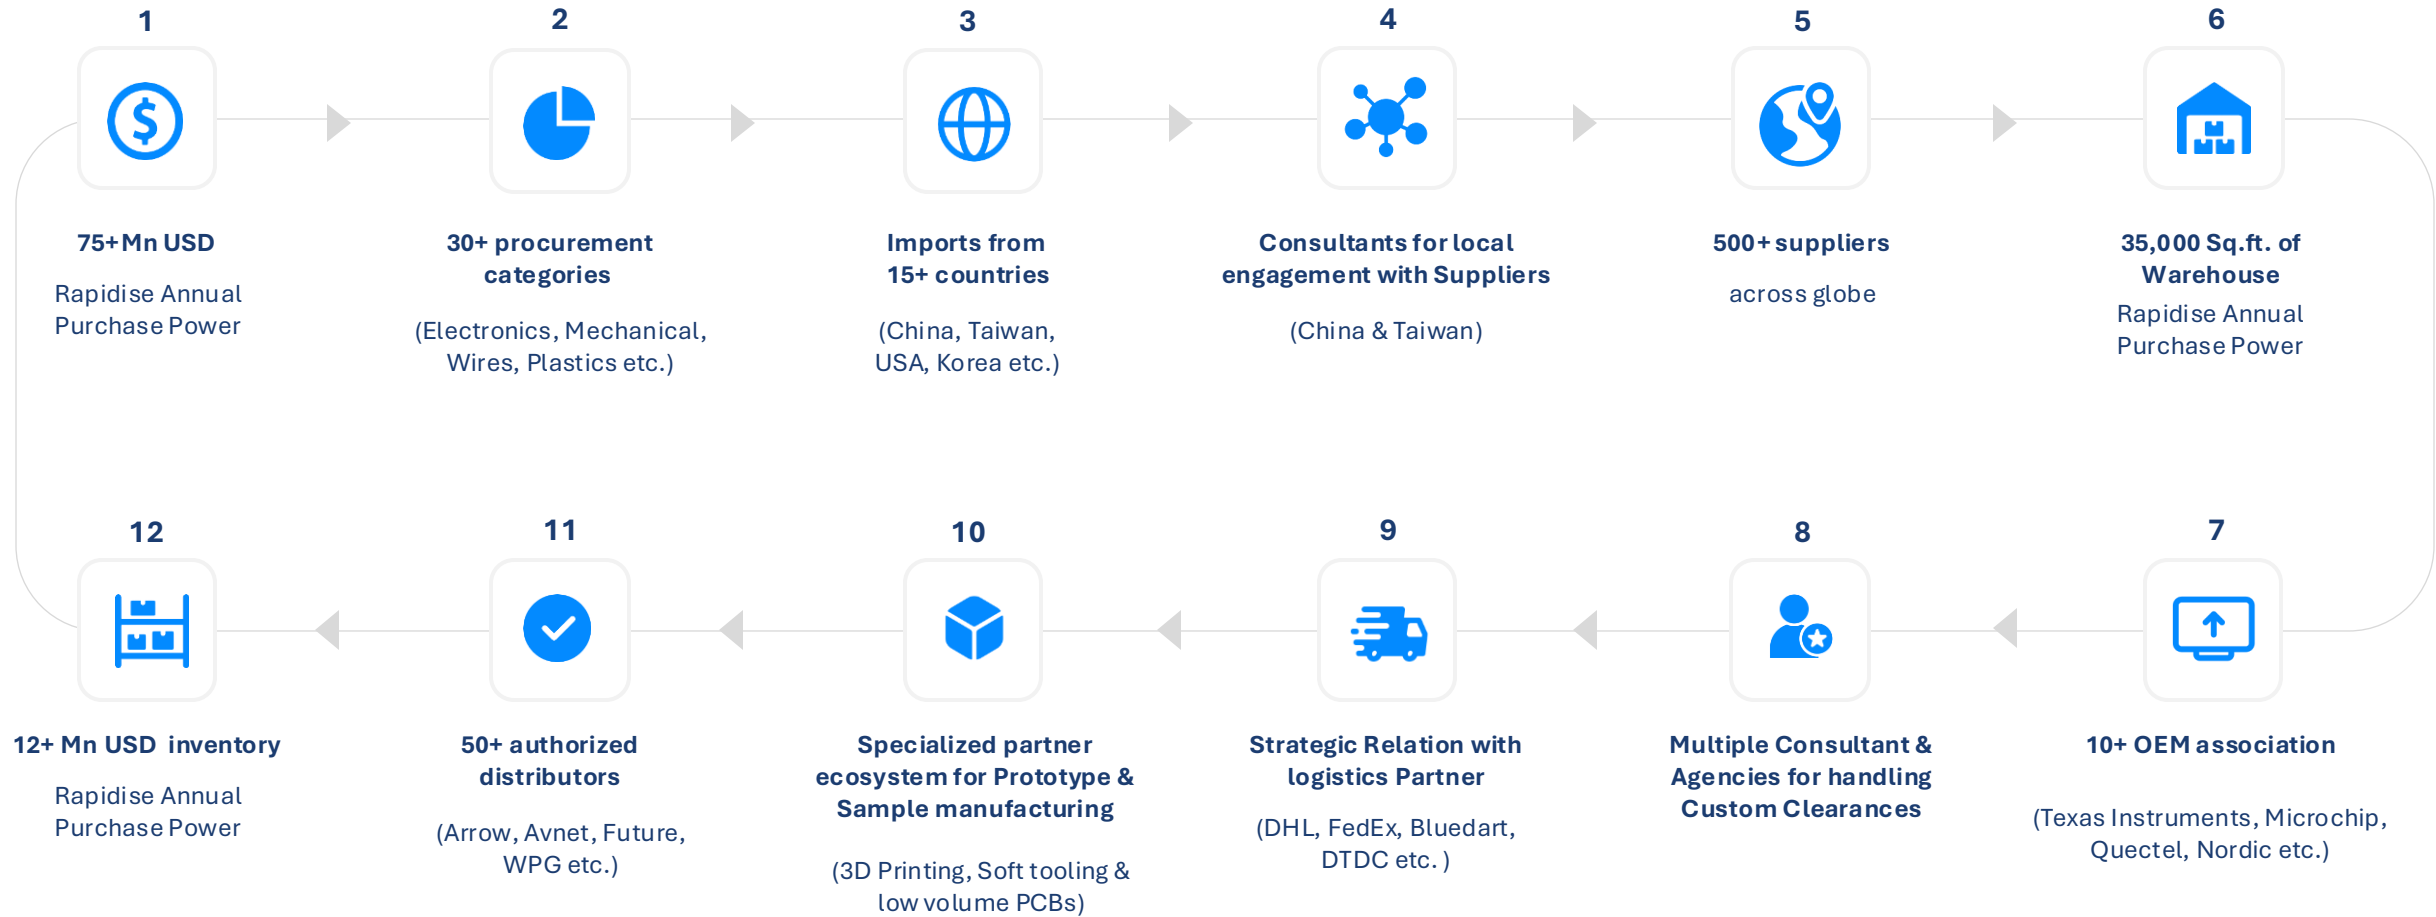 1
75+Mn USD
Rapidise Annual
Purchase Power
2
30+ procurement
categories
(Electronics, Mechanical,
Wires, Plastics etc.)
3
Imports from
15+ countries
(China, Taiwan,
USA, Korea etc.)
4
Consultants for local
engagement with Suppliers
(China & Taiwan)
5
500+ suppliers
across globe
6
35,000 Sq.ft. of
Warehouse
Rapidise Annual
Purchase Power
7
10+ OEM association
(Texas Instruments, Microchip,
Quectel, Nordic etc.)
8
Multiple Consultant &
Agencies for handling
Custom Clearances
9
Strategic Relation with
logistics Partner
(DHL, FedEx, Bluedart,
DTDC etc. )
10
Specialized partner
ecosystem for Prototype &
Sample manufacturing
(3D Printing, Soft tooling &
low volume PCBs)
11
50+ authorized
distributors
(Arrow, Avnet, Future,
WPG etc.)
12
12+ Mn USD inventory
Rapidise Annual
Purchase Power